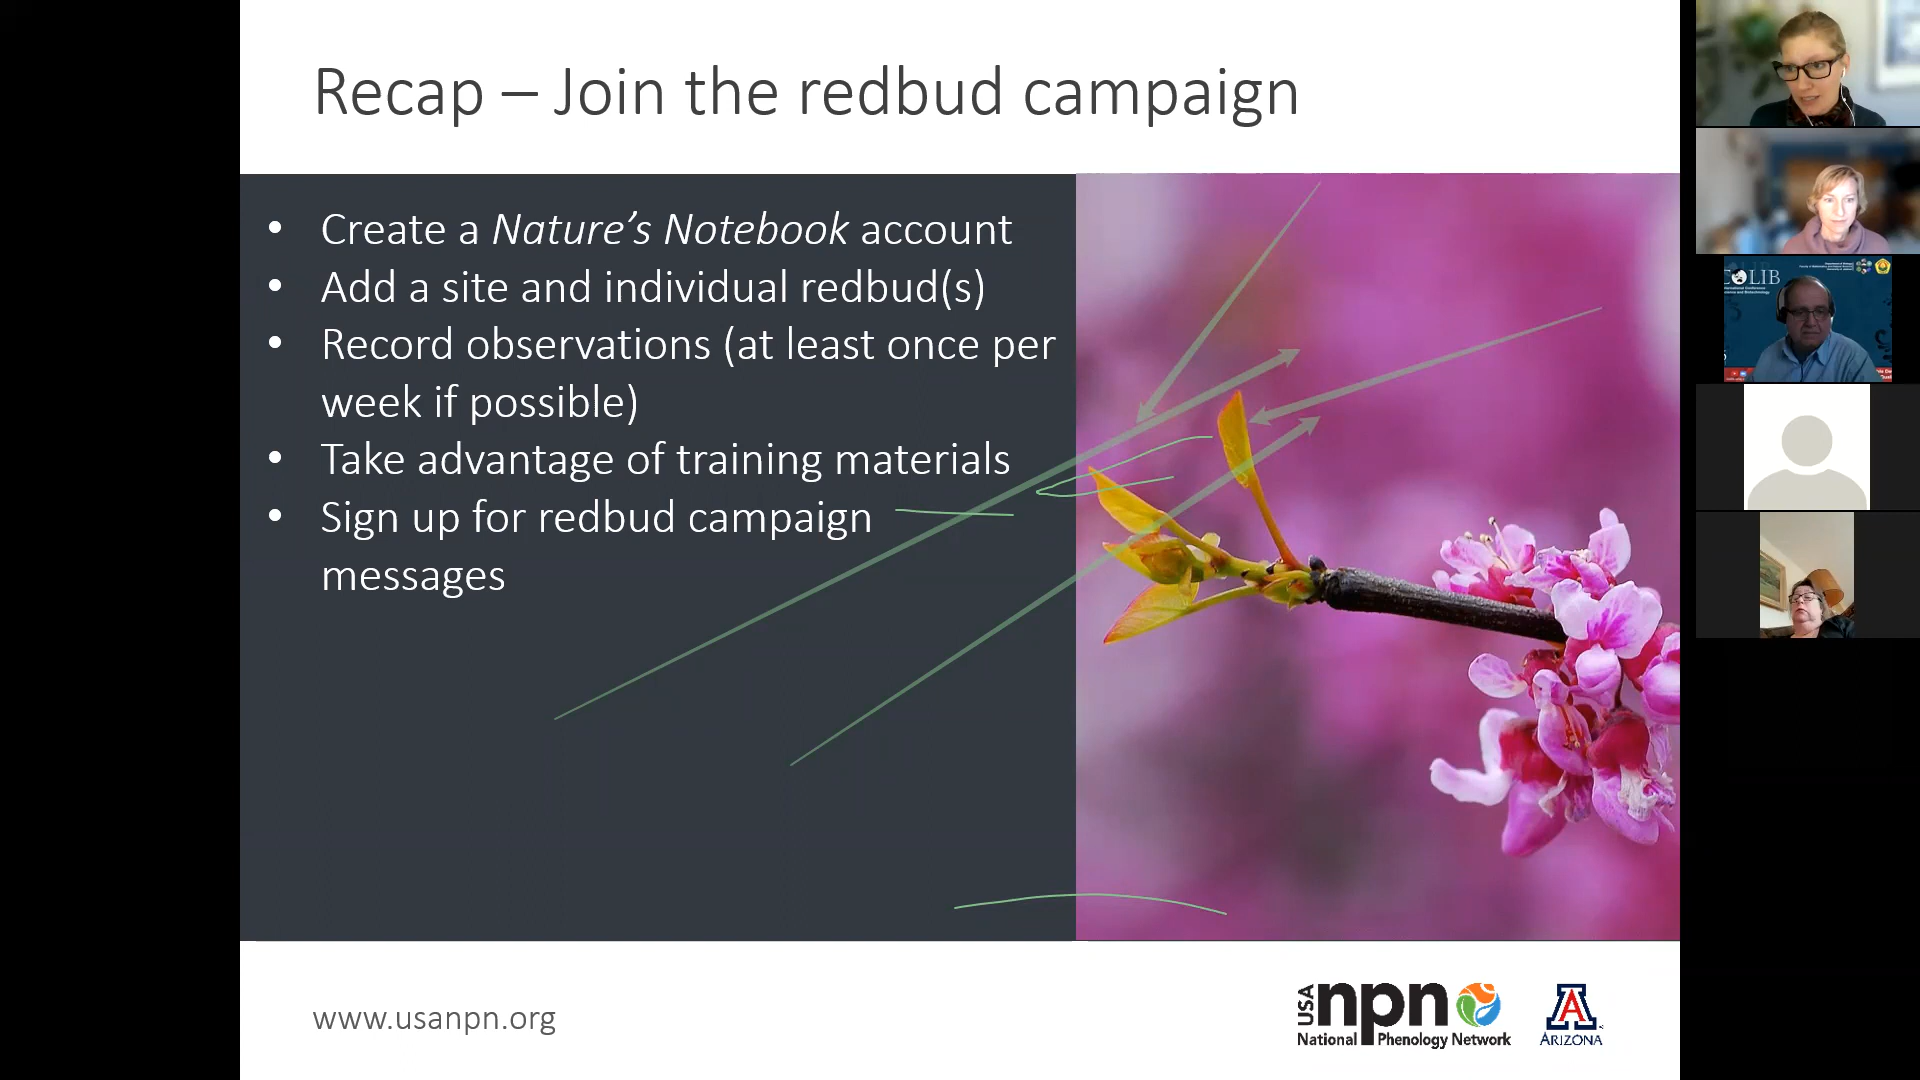 Recap – Join the redbud campaign
• Create a Nature’s Notebook account
• Add a site and individual redbud(s)
• Record observations (at least once per
week if possible)
• Take advantage of training materials
• Sign up for redbud campaign
messages
www.usanpn.org
USA npn
National Phenology Network
A
ARIZONA